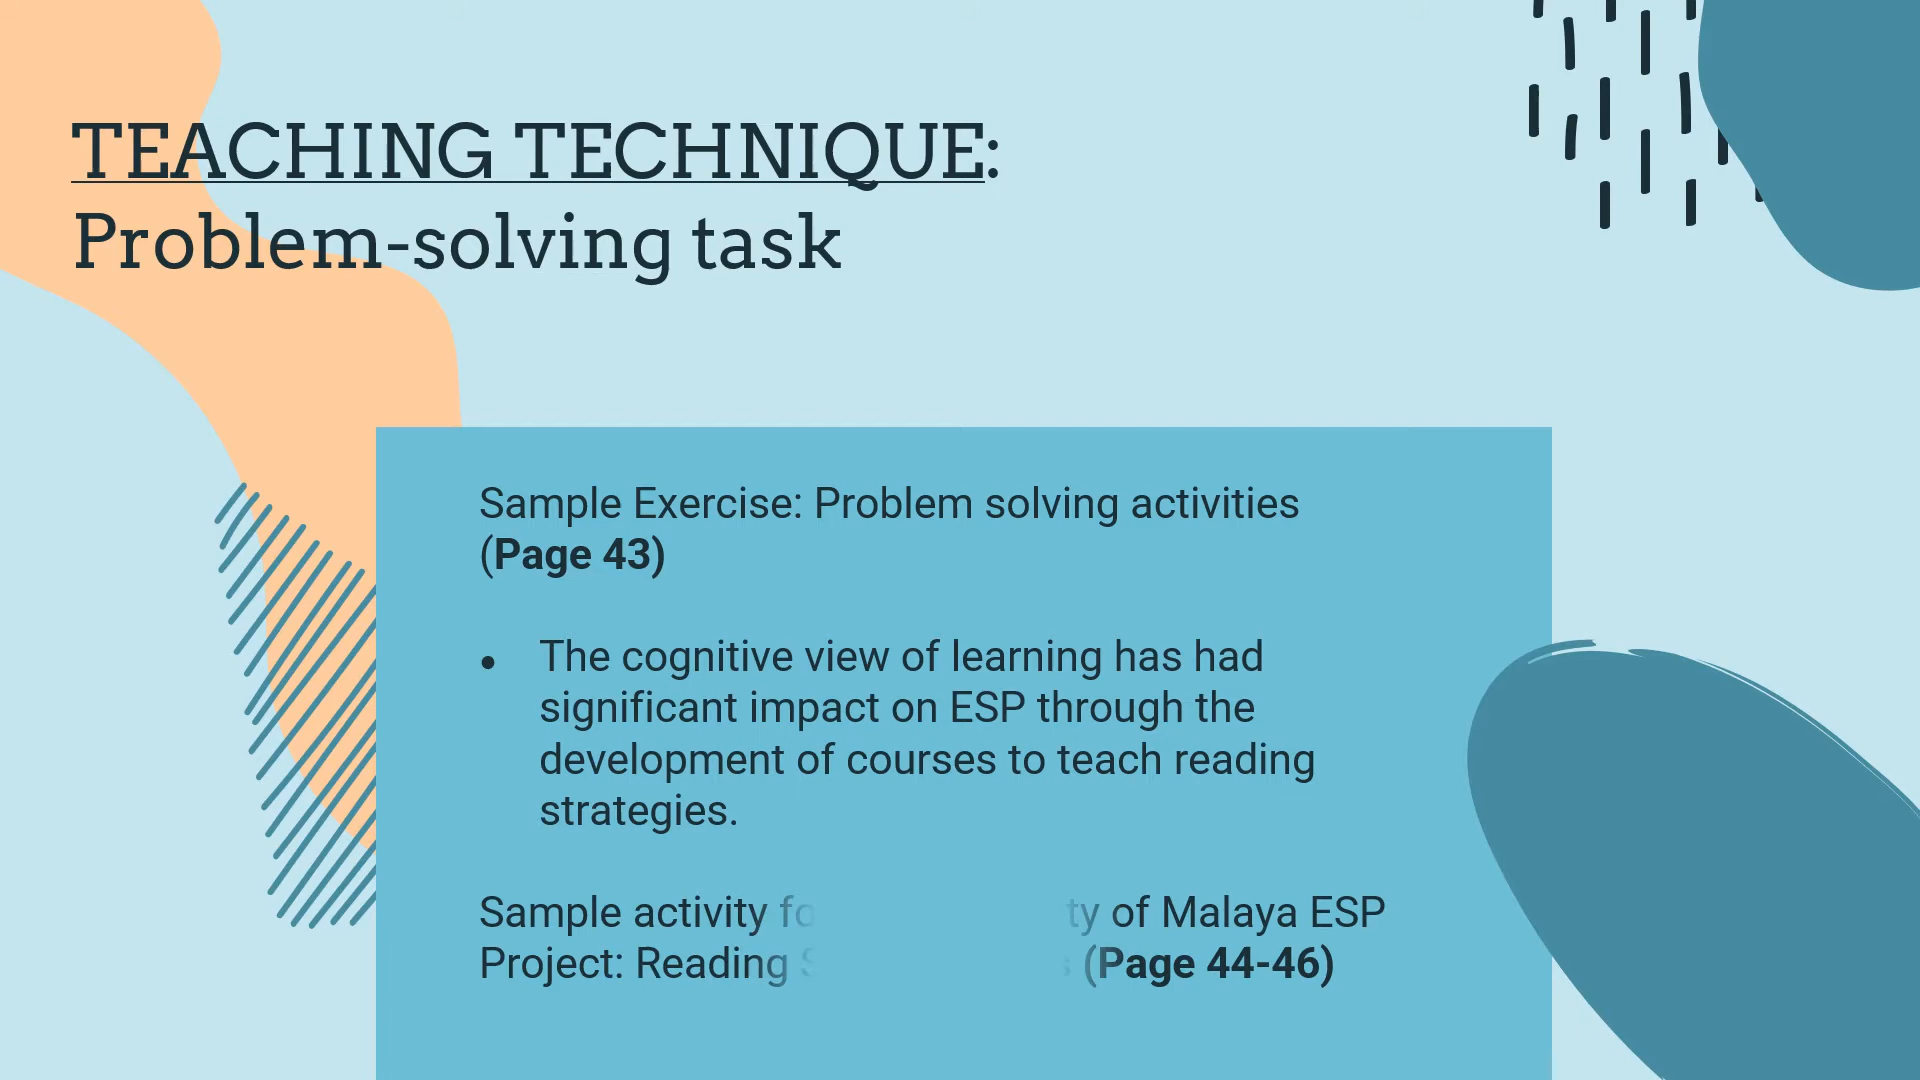 TEACHING TECHNIQUE:
Problem-solving task
Sample Exercise: Problem solving activities
(Page 43)
• The cognitive view of learning has had
significant impact on ESP through the
development of courses to teach reading
strategies.
Sample activity of Malaya ESP
Project: Reading (Page 44-46)